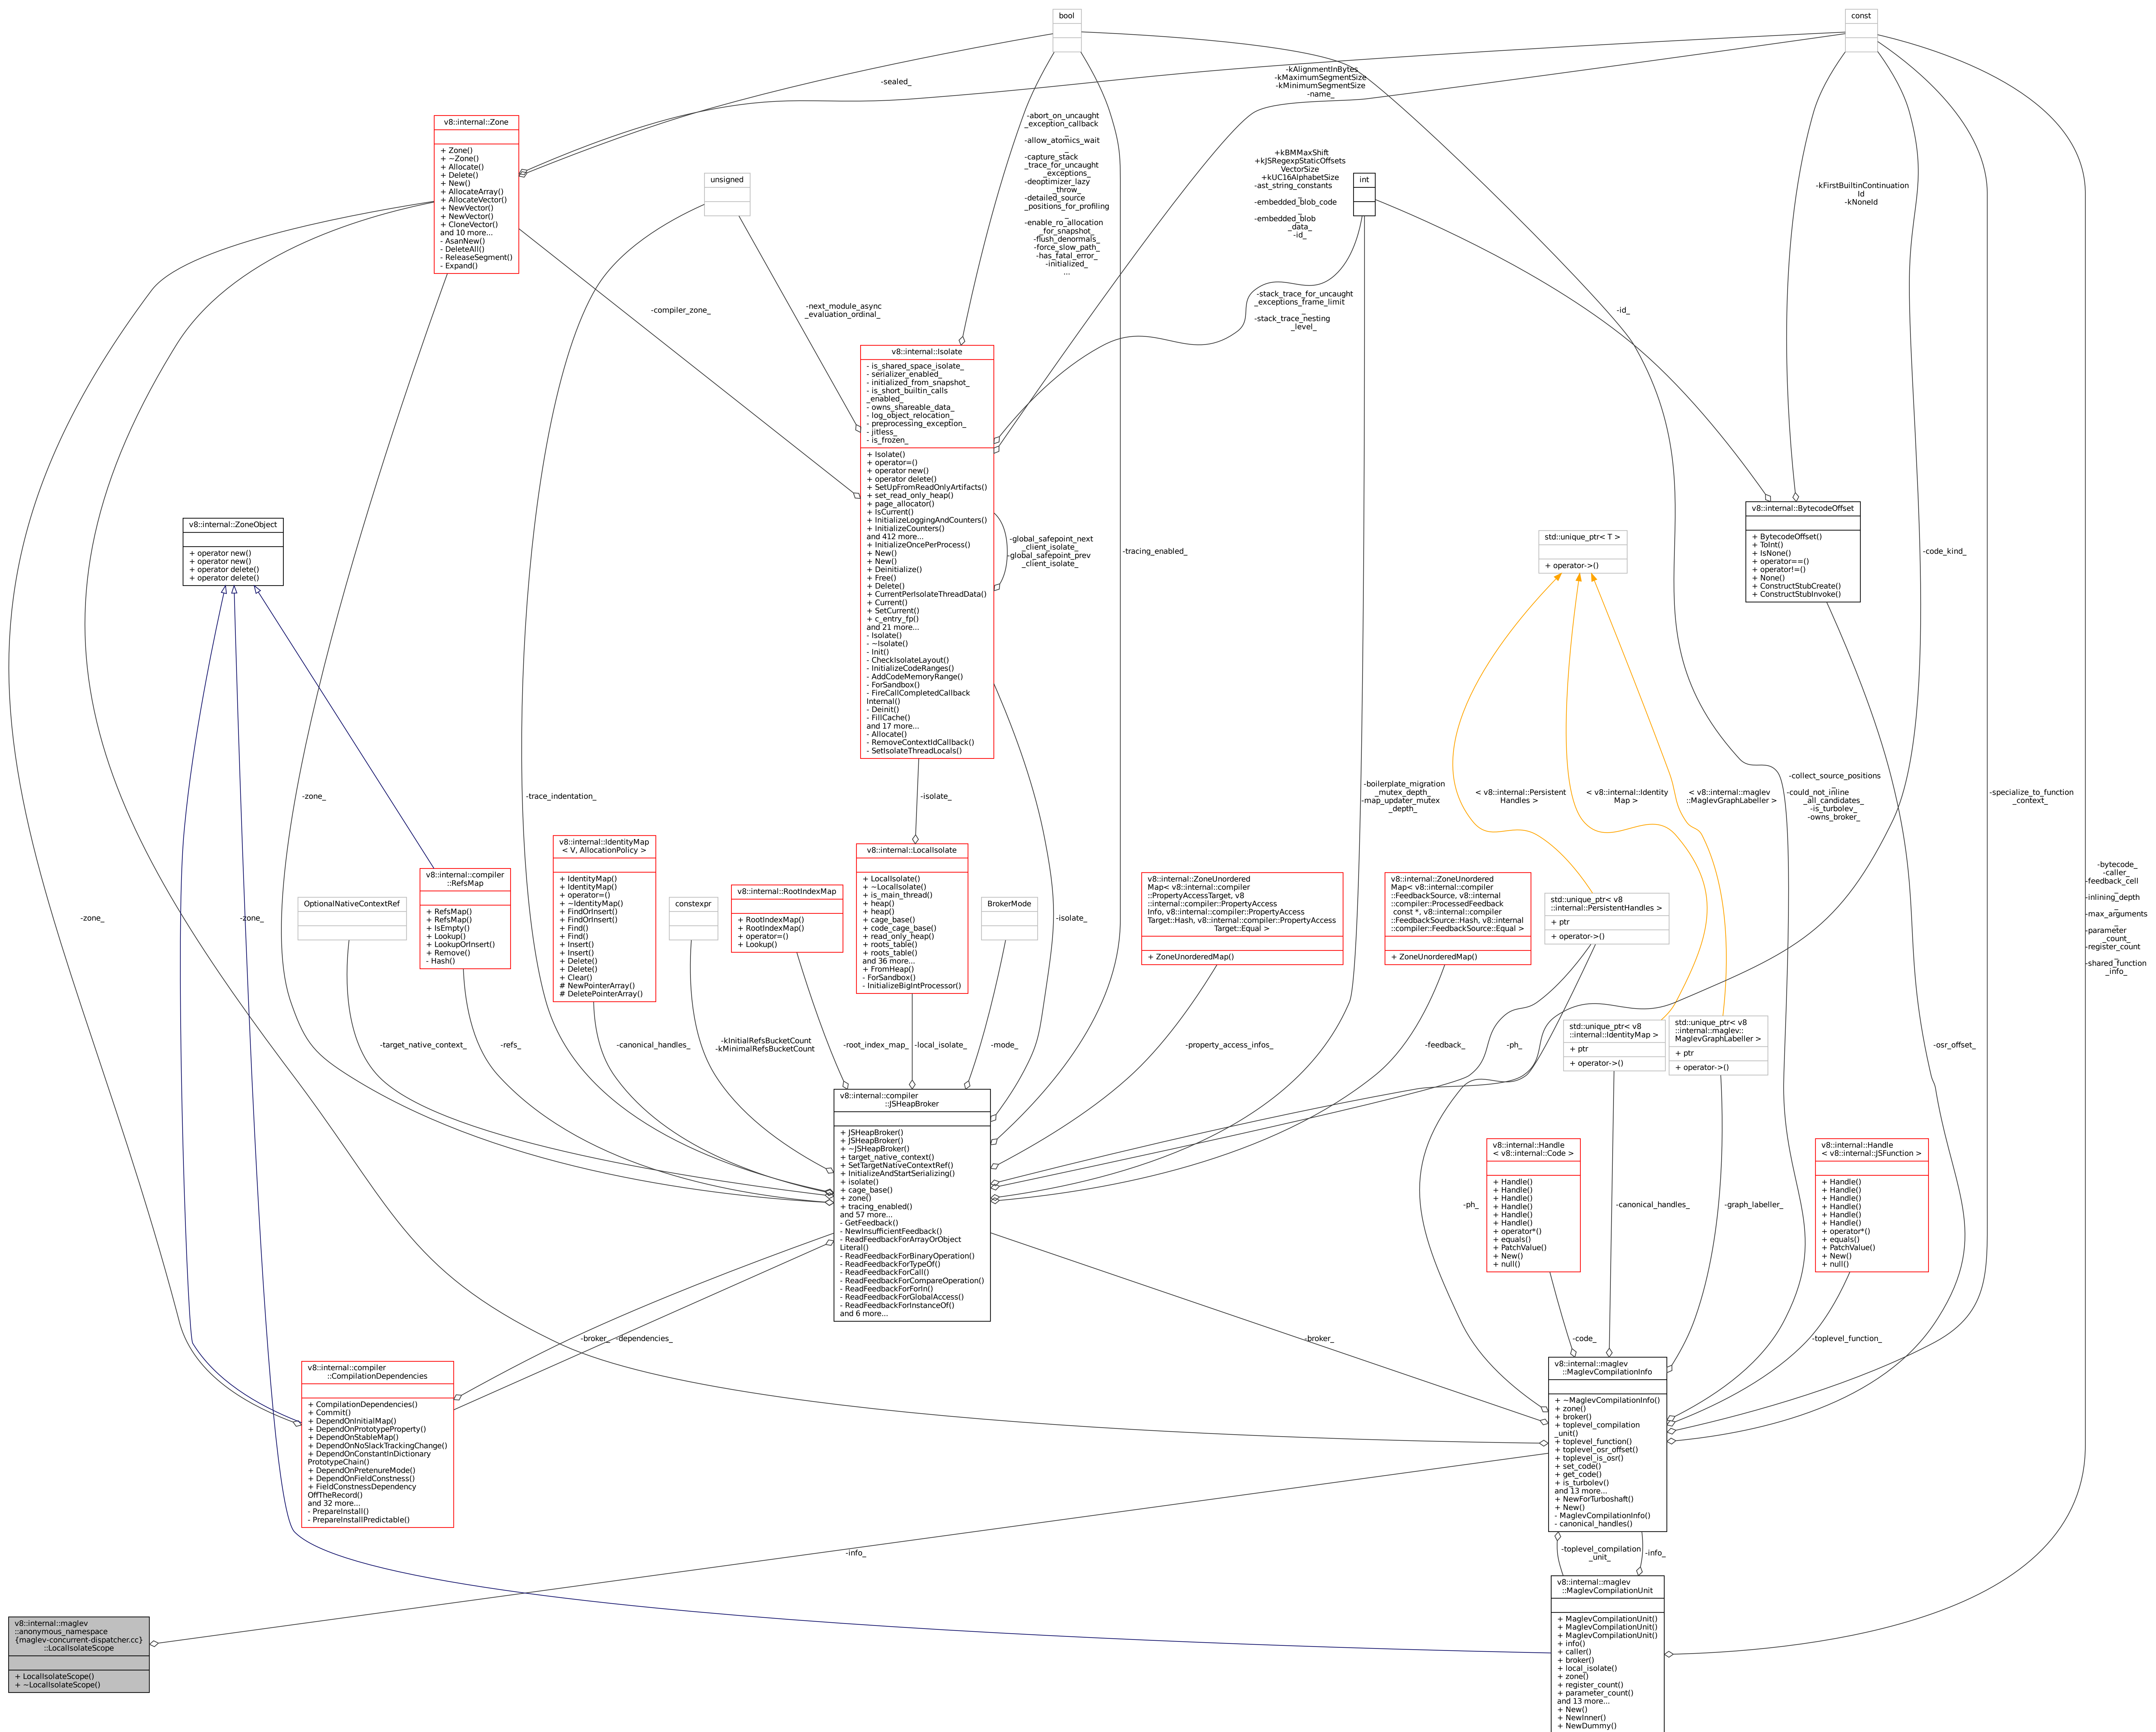 bool
const
-sealed_
-kAlignmentInBytes
-kMaximumSegmentSize
-kMinimumSegmentSize
-name_
v8::internal::Zone
+ Zone()
+ ~Zone()
+ Allocate()
+ Delete()
+ New()
+ AllocateArray()
+ AllocateVector()
+ NewVector()
+ NewVector()
+ CloneVector()
and 10 more...
- AsanNew()
- DeleteAll()
- ReleaseSegment()
- Expand()
-abort_on_uncaught
_exception_callback
_
-allow_atomics_wait
_
-capture_stack
_trace_for_uncaught
_exceptions_
-deoptimizer_lazy
_throw_
-detailed_source
_positions_for_profiling
_
-enable_ro_allocation
_for_snapshot_
-flush_denormals_
-force_slow_path_
-has_fatal_error_
-initialized_
...
unsigned
+kBMMaxShift
+kJSRegexpStaticOffsets
VectorSize
+kUC16AlphabetSize
-ast_string_constants
_
-embedded_blob_code
_
-embedded_blob
_data_
-id_
int
-kFirstBuiltinContinuation
Id
-kNoneId
-compiler_zone_
-next_module_async
_evaluation_ordinal_
-stack_trace_for_uncaught
_exceptions_frame_limit
_
-stack_trace_nesting
_level_
-id_
v8::internal::Isolate
- is_shared_space_isolate_
- serializer_enabled_
- initialized_from_snapshot_
- is_short_builtin_calls
_enabled_
- owns_shareable_data_
- log_object_relocation_
- preprocessing_exception_
- jitless_
- is_frozen_
+ Isolate()
+ operator=()
+ operator new()
+ operator delete()
+ SetUpFromReadOnlyArtifacts()
+ set_read_only_heap()
+ page_allocator()
+ IsCurrent()
+ InitializeLoggingAndCounters()
+ InitializeCounters()
and 412 more...
+ InitializeOncePerProcess()
+ New()
+ New()
+ Deinitialize()
+ Free()
+ Delete()
+ CurrentPerIsolateThreadData()
+ Current()
+ SetCurrent()
+ c_entry_fp()
and 21 more...
- Isolate()
- ~Isolate()
- Init()
- CheckIsolateLayout()
- InitializeCodeRanges()
- AddCodeMemoryRange()
- ForSandbox()
- FireCallCompletedCallback
Internal()
- Deinit()
- FillCache()
and 17 more...
- Allocate()
- RemoveContextIdCallback()
- SetIsolateThreadLocals()
-global_safepoint_next
_client_isolate_
-global_safepoint_prev
_client_isolate_
-tracing_enabled_
v8::internal::ZoneObject
+ operator new()
+ operator new()
+ operator delete()
+ operator delete()
std::unique_ptr< T >
+ operator->()
v8::internal::BytecodeOffset
+ BytecodeOffset()
+ ToInt()
+ IsNone()
+ operator==()
+ operator!=()
+ None()
+ ConstructStubCreate()
+ ConstructStubInvoke()
-code_kind_
-zone_
-trace_indentation_
-isolate_
-boilerplate_migration
_mutex_depth_
-map_updater_mutex
_depth_
< v8::internal::Persistent
Handles >
< v8::internal::Identity
Map >
< v8::internal::maglev
::MaglevGraphLabeller >
-collect_source_positions
_
-could_not_inline
_all_candidates_
-is_turbolev_
-owns_broker_
-specialize_to_function
_context_
-bytecode_
-caller_
-feedback_cell
_
-inlining_depth
_
-max_arguments
_
-parameter
_count_
-register_count
_
-shared_function
_info_
-zone_
-zone_
OptionalNativeContextRef
v8::internal::compiler
::RefsMap
+ RefsMap()
+ RefsMap()
+ IsEmpty()
+ Lookup()
+ LookupOrInsert()
+ Remove()
- Hash()
v8::internal::IdentityMap
< V, AllocationPolicy >
+ IdentityMap()
+ IdentityMap()
+ operator=()
+ ~IdentityMap()
+ FindOrInsert()
+ FindOrInsert()
+ Find()
+ Find()
+ Insert()
+ Insert()
+ Delete()
+ Delete()
+ Clear()
# NewPointerArray()
# DeletePointerArray()
constexpr
v8::internal::RootIndexMap
+ RootIndexMap()
+ RootIndexMap()
+ operator=()
+ Lookup()
v8::internal::LocalIsolate
+ LocalIsolate()
+ ~LocalIsolate()
+ is_main_thread()
+ heap()
+ heap()
+ cage_base()
+ code_cage_base()
+ read_only_heap()
+ roots_table()
+ roots_table()
and 36 more...
+ FromHeap()
- ForSandbox()
- InitializeBigIntProcessor()
BrokerMode
-isolate_
v8::internal::ZoneUnordered
Map< v8::internal::compiler
::PropertyAccessTarget, v8
::internal::compiler::PropertyAccess
Info, v8::internal::compiler::PropertyAccess
Target::Hash, v8::internal::compiler::PropertyAccess
Target::Equal >
+ ZoneUnorderedMap()
v8::internal::ZoneUnordered
Map< v8::internal::compiler
::FeedbackSource, v8::internal
::compiler::ProcessedFeedback
const *, v8::internal::compiler
::FeedbackSource::Hash, v8::internal
::compiler::FeedbackSource::Equal >
+ ZoneUnorderedMap()
std::unique_ptr< v8
::internal::PersistentHandles >
+ ptr
+ operator->()
std::unique_ptr< v8
::internal::IdentityMap >
+ ptr
+ operator->()
std::unique_ptr< v8
::internal::maglev::
MaglevGraphLabeller >
+ ptr
+ operator->()
-target_native_context_
-refs_
-canonical_handles_
-kInitialRefsBucketCount
-kMinimalRefsBucketCount
-root_index_map_
-local_isolate_
-mode_
-property_access_infos_
-feedback_
-ph_
-osr_offset_
v8::internal::compiler
::JSHeapBroker
+ JSHeapBroker()
+ JSHeapBroker()
+ ~JSHeapBroker()
+ target_native_context()
+ SetTargetNativeContextRef()
+ InitializeAndStartSerializing()
+ isolate()
+ cage_base()
+ zone()
+ tracing_enabled()
and 57 more...
- GetFeedback()
- NewInsufficientFeedback()
- ReadFeedbackForArrayOrObject
Literal()
- ReadFeedbackForBinaryOperation()
- ReadFeedbackForTypeOf()
- ReadFeedbackForCall()
- ReadFeedbackForCompareOperation()
- ReadFeedbackForForIn()
- ReadFeedbackForGlobalAccess()
- ReadFeedbackForInstanceOf()
and 6 more...
-ph_
v8::internal::Handle
< v8::internal::Code >
+ Handle()
+ Handle()
+ Handle()
+ Handle()
+ Handle()
+ Handle()
+ operator*()
+ equals()
+ PatchValue()
+ New()
+ null()
-canonical_handles_
-graph_labeller_
v8::internal::Handle
< v8::internal::JSFunction >
+ Handle()
+ Handle()
+ Handle()
+ Handle()
+ Handle()
+ Handle()
+ operator*()
+ equals()
+ PatchValue()
+ New()
+ null()
-broker_
-dependencies_
-broker_
-code_
-toplevel_function_
v8::internal::compiler
::CompilationDependencies
+ CompilationDependencies()
+ Commit()
+ DependOnInitialMap()
+ DependOnPrototypeProperty()
+ DependOnStableMap()
+ DependOnNoSlackTrackingChange()
+ DependOnConstantInDictionary
PrototypeChain()
+ DependOnPretenureMode()
+ DependOnFieldConstness()
+ FieldConstnessDependency
OffTheRecord()
and 32 more...
- PrepareInstall()
- PrepareInstallPredictable()
v8::internal::maglev
::MaglevCompilationInfo
+ ~MaglevCompilationInfo()
+ zone()
+ broker()
+ toplevel_compilation
_unit()
+ toplevel_function()
+ toplevel_osr_offset()
+ toplevel_is_osr()
+ set_code()
+ get_code()
+ is_turbolev()
and 13 more...
+ NewForTurboshaft()
+ New()
- MaglevCompilationInfo()
- canonical_handles()
-info_
-toplevel_compilation
_unit_
-info_
v8::internal::maglev
::anonymous_namespace
{maglev-concurrent-dispatcher.cc}
::LocalIsolateScope
+ LocalIsolateScope()
+ ~LocalIsolateScope()
v8::internal::maglev
::MaglevCompilationUnit
+ MaglevCompilationUnit()
+ MaglevCompilationUnit()
+ MaglevCompilationUnit()
+ info()
+ caller()
+ broker()
+ local_isolate()
+ zone()
+ register_count()
+ parameter_count()
and 13 more...
+ New()
+ NewInner()
+ NewDummy()